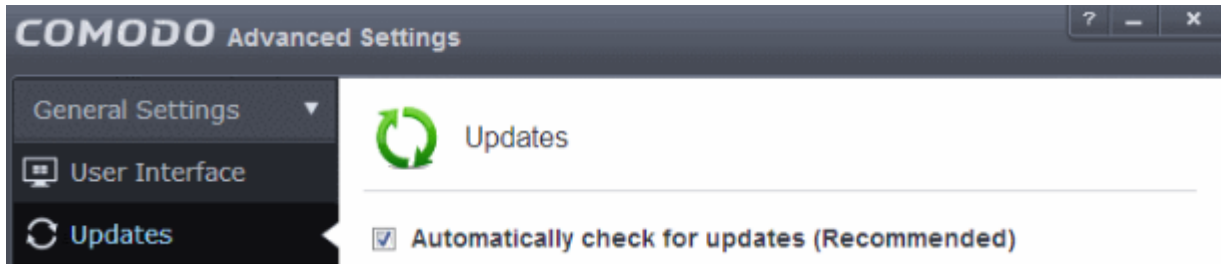 COMODO Advanced Settings
? – ×
General Settings ▼
Updates
User Interface
Updates
Automatically check for updates (Recommended)